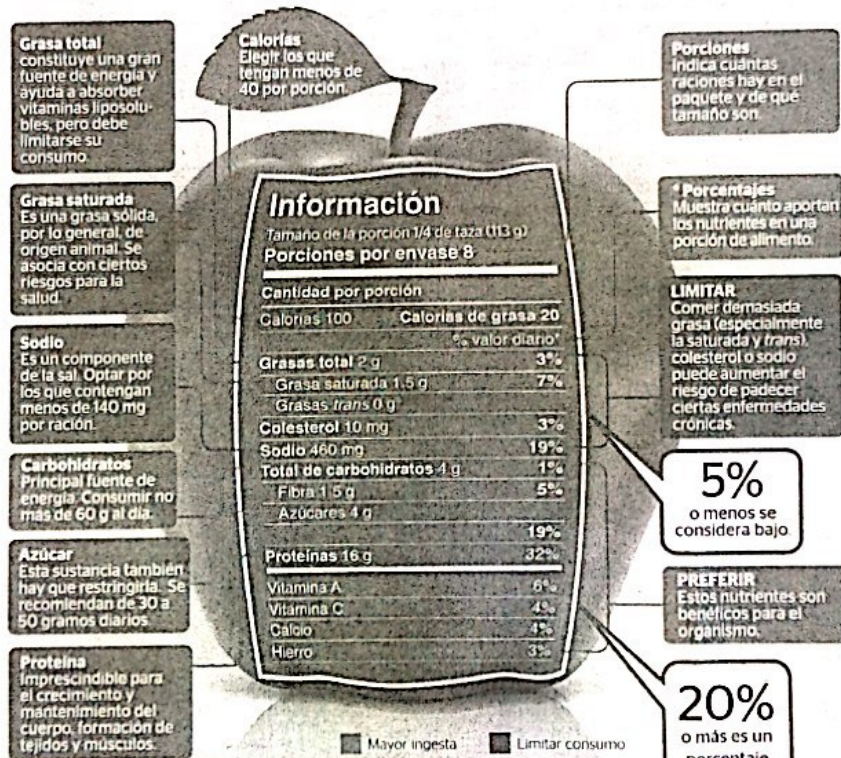 Grasa total
constituye una gran
fuente de energía y
ayuda a absorber
vitaminas liposolu-
bles, pero debe
limitarse su
consumo.
Grasa saturada
Es una grasa sólida,
por lo general, de
origen animal. Se
asocia con ciertos
riesgos para la
salud.
Sodio
Es un componente
de la sal. Optar por
los que contengan
menos de 140 mg
por ración.
Carbohidratos
Principal fuente de
energía. Consumir no
más de 60 g al día.
Azúcar
Esta sustancia también
hay que restringirla. Se
recomiendan de 30 a
50 gramos diarios.
Proteína
Imprescindible para
el crecimiento y
mantenimiento del
cuerpo, formación de
tejidos y músculos.
Calorías
Elegir los que
tengan menos de
40 por porción.
Información
Tamaño de la porción 1/4 de taza (113 g)
Porciones por envase 8
Cantidad por porción
Calorías 100 Calorías de grasa 20
% valor diario*
Grasas total 2 g 3%
Grasa saturada 1.5 g 7%
Grasas trans 0 g
Colesterol 10 mg 3%
Sodio 460 mg 19%
Total de carbohidratos 4 g 1%
Fibra 1.5 g 5%
Azúcares 4 g
19%
Proteínas 16 g 32%
Vitamina A 6%
Vitamina C 4%
Calcio 4%
Hierro 3%
Mayor ingesta Limitar consumo
Porciones
Indica cuántas
raciones hay en el
paquete y de qué
tamaño son.
* Porcentajes
Muestra cuánto aportan
los nutrientes en una
porción de alimento.
LIMITAR
Comer demasiada
grasa (especialmente
la saturada y trans),
colesterol o sodio
puede aumentar el
riesgo de padecer
ciertas enfermedades
crónicas.
5%
o menos se
considera bajo.
PREFERIR
Estos nutrientes son
benéficos para el
organismo.
20%
o más es un
porcentaje